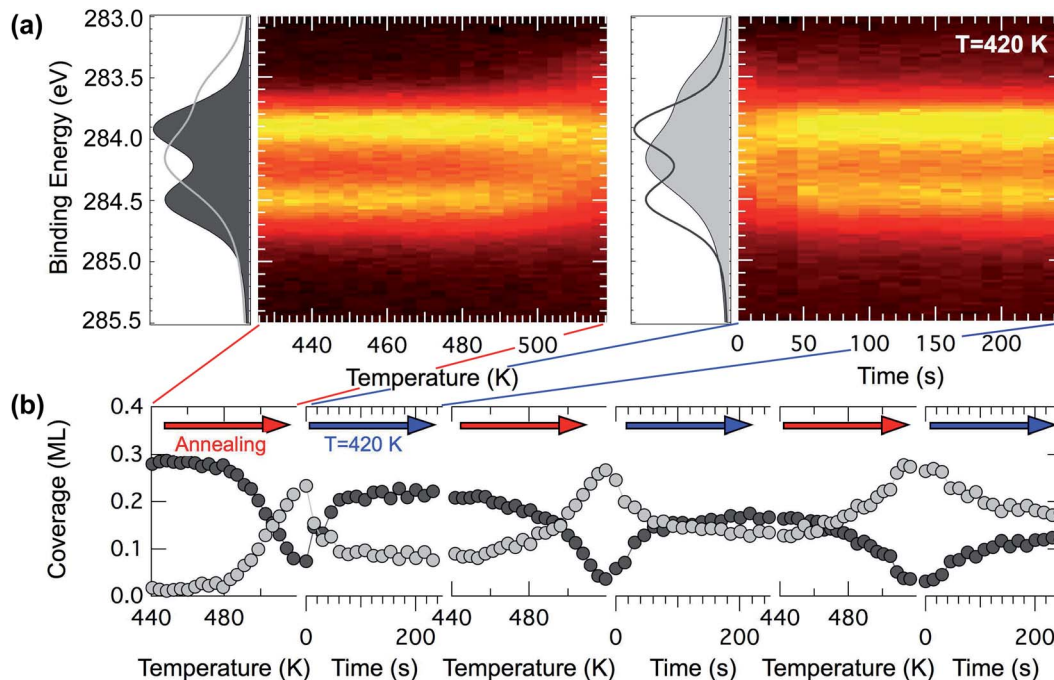 (a)
283.0
283.5
284.0
284.5
285.0
285.5
Binding Energy (eV)
T=420 K
440 460 480 500
Temperature (K)
0 50 100 150 200
Time (s)
(b)
0.4
0.3
0.2
0.1
0.0
Coverage (ML)
Annealing
T=420 K
440 480
0 200
440 480
0 200
440 480
0 200
Temperature (K) Time (s) Temperature (K) Time (s) Temperature (K) Time (s)